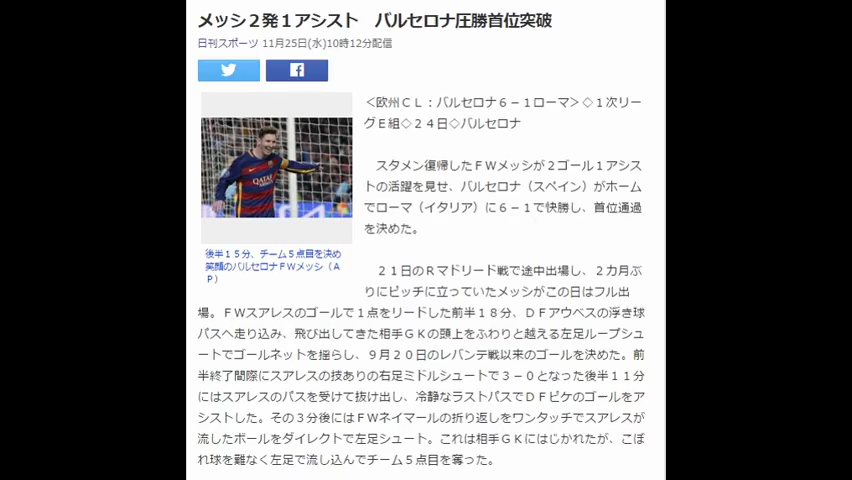 メッシ２発１アシスト　バルセロナ圧勝首位突破
日刊スポーツ 11月25日(水)10時12分配信
＜欧州ＣＬ：バルセロナ６－１ローマ＞◇１次リー
グＥ組◇２４日◇バルセロナ
スタメン復帰したＦＷメッシが２ゴール１アシス
トの活躍を見せ、バルセロナ（スペイン）がホーム
でローマ（イタリア）に６－１で快勝し、首位通過
を決めた。
QATAR
後半１５分、チーム５点目を決め
笑顔のバルセロナＦＷメッシ（Ａ
Ｐ）
２１日のＲマドリード戦で途中出場し、２カ月ぶ
りにピッチに立っていたメッシがこの日はフル出
場。ＦＷスアレスのゴールで１点をリードした前半１８分、ＤＦアウベスの浮き球
パスへ走り込み、飛び出してきた相手ＧＫの頭上をふわりと越える左足ループシュ
ートでゴールネットを揺らし、９月２０日のレバンテ戦以来のゴールを決めた。前
半終了間際にスアレスの技ありの右足ミドルシュートで３－０となった後半１１分
にはスアレスのパスを受けて抜け出し、冷静なラストパスでＤＦピケのゴールをア
シストした。その３分後にはＦＷネイマールの折り返しをワンタッチでスアレスが
流したボールをダイレクトで左足シュート。これは相手ＧＫにはじかれたが、こぼ
れ球を難なく左足で流し込んでチーム５点目を奪った。